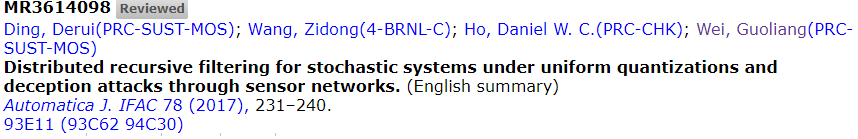 MR3614098 Reviewed
Ding, Derui(PRC-SUST-MOS); Wang, Zidong(4-BRNL-C); Ho, Daniel W. C.(PRC-CHK); Wei, Guoliang(PRC-
SUST-MOS)
Distributed recursive filtering for stochastic systems under uniform quantizations and
deception attacks through sensor networks. (English summary)
Automatica J. IFAC 78 (2017), 231–240.
93E11 (93C62 94C30)